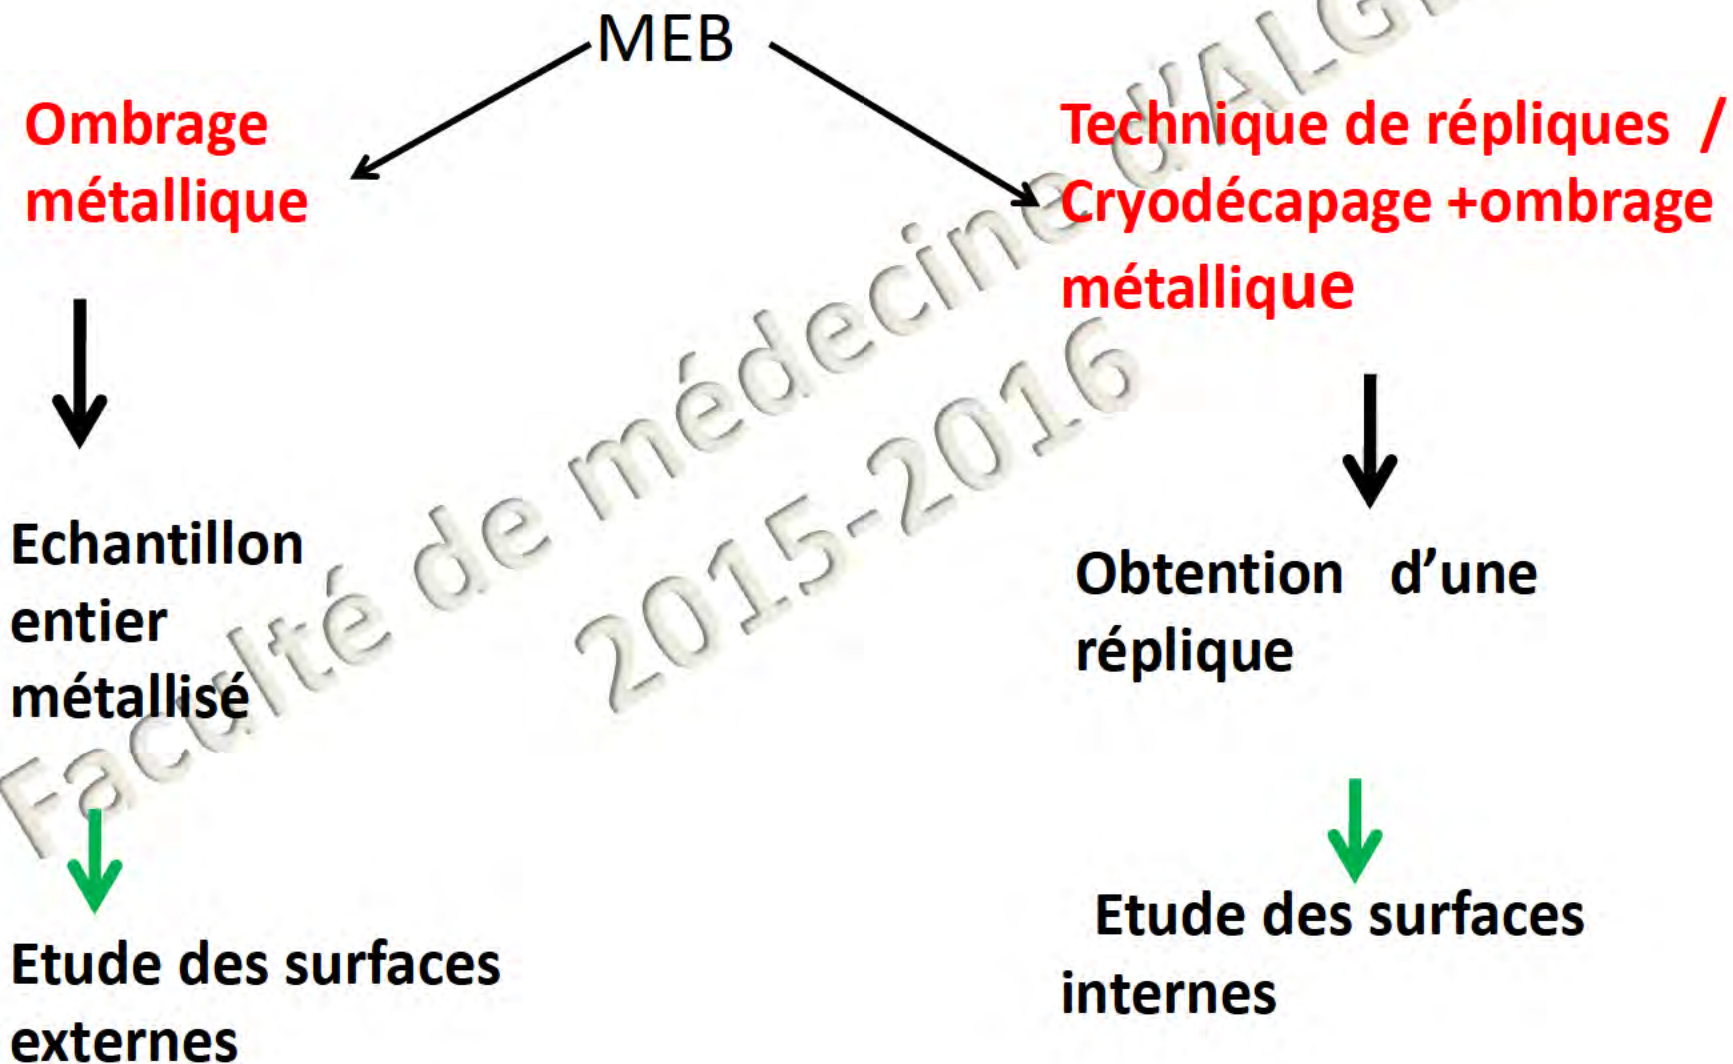 MEB
Ombrage
métallique
Technique de répliques /
Cryodécapage +ombrage
métallique
Echantillon
entier
métallisé
Obtention d’une
réplique
Etude des surfaces
externes
Etude des surfaces
internes
Faculté de médecine
2015-2016